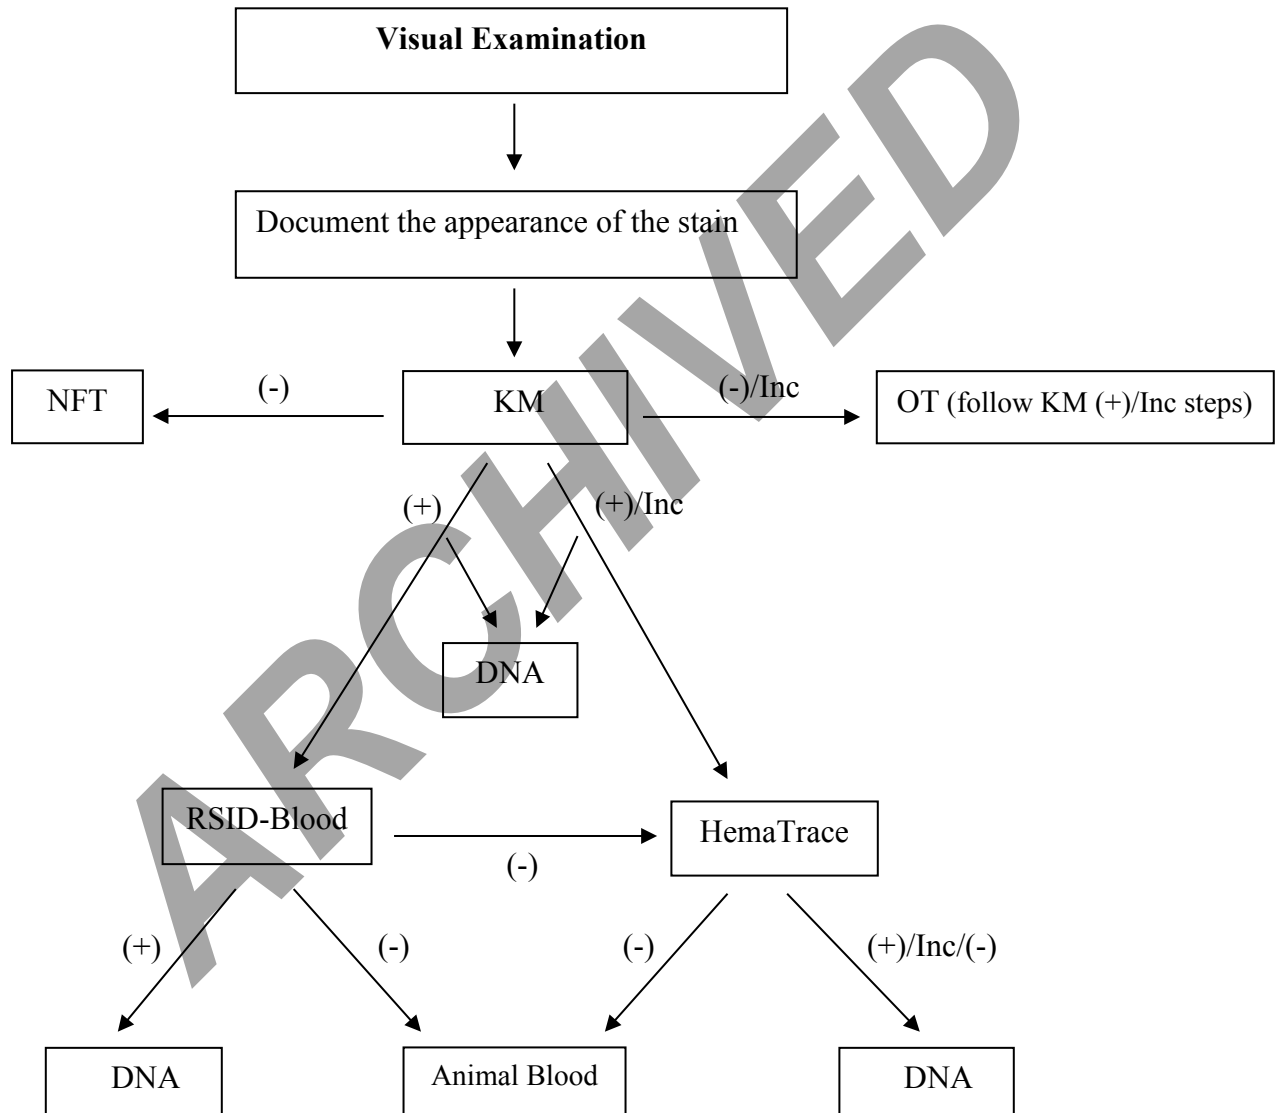 Visual Examination
Document the appearance of the stain
NFT
(-)
KM
(-)/Inc
OT (follow KM (+)/Inc steps)
(+)
(+)/Inc
DNA
RSID-Blood
(-)
HemaTrace
(+)
(-)
(-)
(+)/Inc/(-)
DNA
Animal Blood
DNA
ARCHIVED